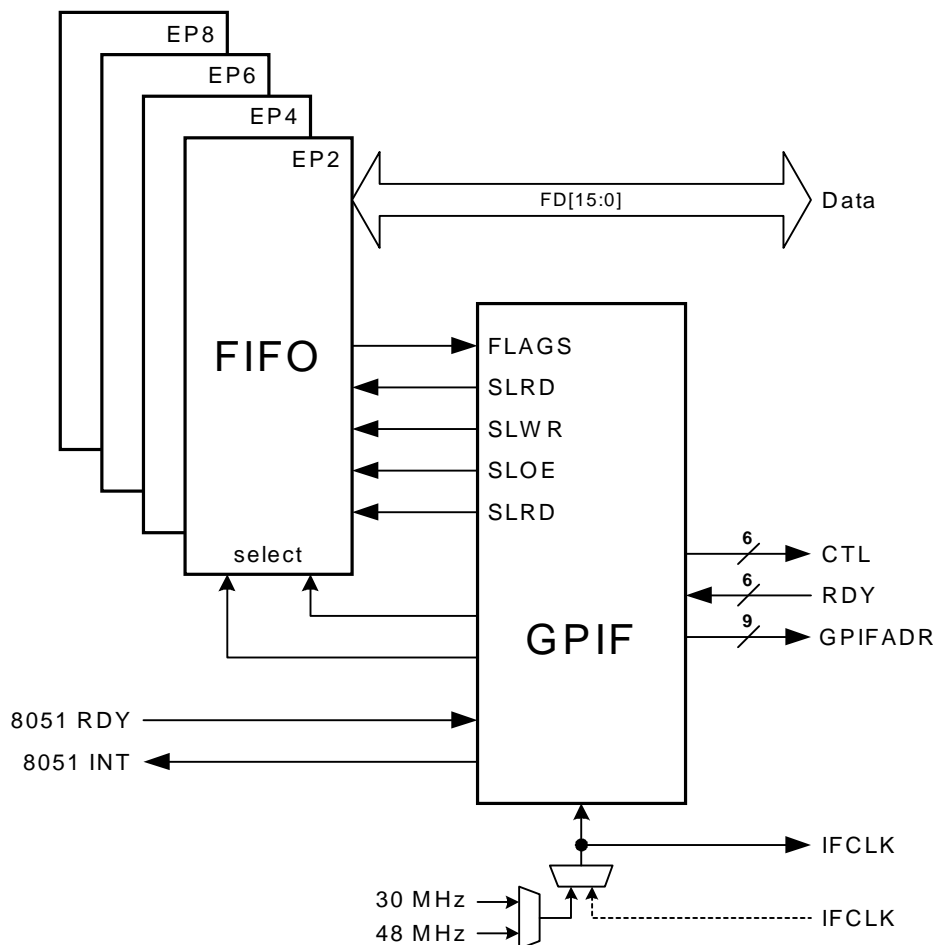 EP8
EP6
EP4
EP2
FD[15:0]
Data
FIFO
FLAGS
SLRD
SLWR
SLOE
SLRD
select
6
CTL
6
RDY
9
GPIFADR
GPIF
8051 RDY
8051 INT
IFCLK
30 MHz
48 MHz
IFCLK